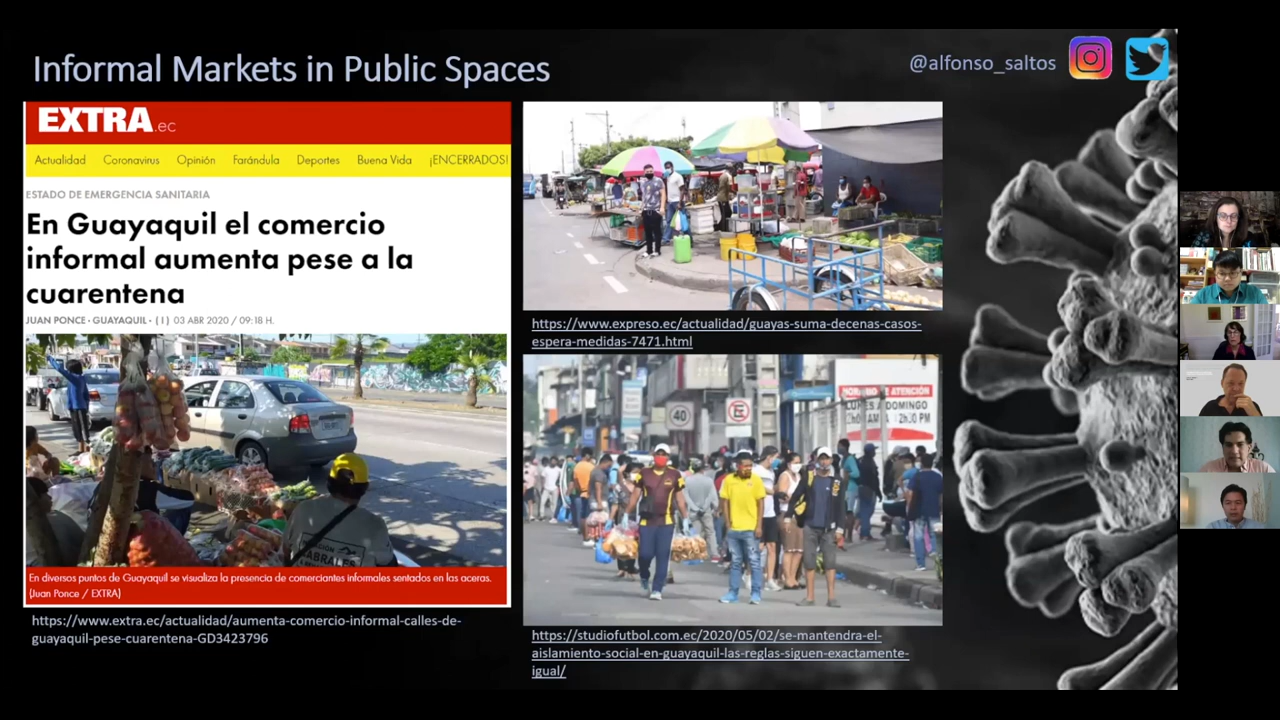 Informal Markets in Public Spaces
@alfonso_saltos
EXTRA.ec
Actualidad Coronavirus Opinión Farándula Deportes Buena Vida ¡ENCERRADOS!
ESTADO DE EMERGENCIA SANITARIA
En Guayaquil el comercio
informal aumenta pese a la
cuarentena
JUAN PONCE · GUAYAQUIL · ( I ) 03 ABR 2020 / 09:18 H.
En diversos puntos de Guayaquil se visualiza la presencia de comerciantes informales sentados en las aceras.
(Juan Ponce / EXTRA)
https://www.extra.ec/actualidad/aumenta-comercio-informal-calles-de-
guayaquil-pese-cuarentena-GD3423796
https://www.expreso.ec/actualidad/guayas-suma-decenas-casos-
espera-medidas-7471.html
40
E
DE ATENCIÓN
LUNES A DOMINGO
https://studiofutbol.com.ec/2020/05/02/se-mantendra-el-
aislamiento-social-en-guayaquil-las-reglas-siguen-exactamente-
igual/